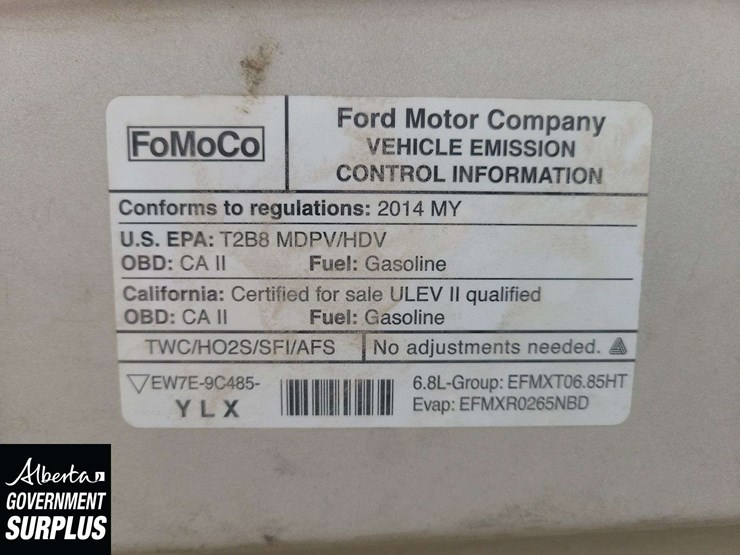 FoMoCo
Ford Motor Company
VEHICLE EMISSION
CONTROL INFORMATION
Conforms to regulations: 2014 MY
U.S. EPA: T2B8 MDPV/HDV
OBD: CA II Fuel: Gasoline
California: Certified for sale ULEV II qualified
OBD: CA II Fuel: Gasoline
TWC/HO2S/SFI/AFS No adjustments needed.
EW7E-9C485-
YLX
6.8L-Group: EFMXT06.85HT
Evap: EFMXR0265NBD
Alberta
GOVERNMENT
SURPLUS